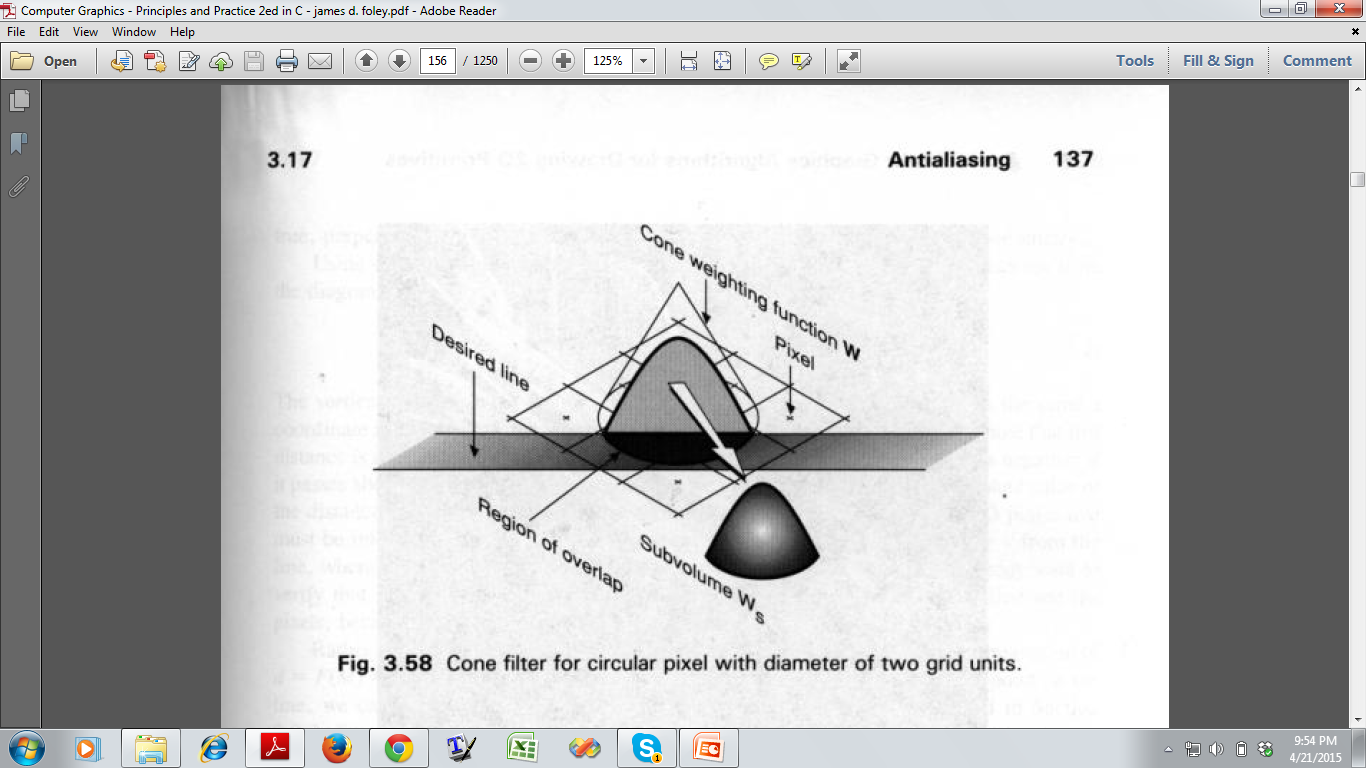 Computer Graphics - Principles and Practice 2ed in C - james d. foley.pdf - Adobe Reader
File Edit View Window Help
Open 156 / 1250 125% Tools Fill & Sign Comment
3.17 Antialiasing 137
Cone weighting function W
Pixel
Desired line
Region of overlap
Subvolume Ws
Fig. 3.58 Cone filter for circular pixel with diameter of two grid units.
9:54 PM
4/21/2015